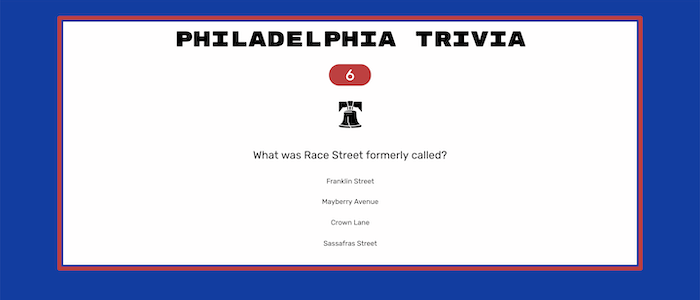 PHILADELPHIA TRIVIA
6
What was Race Street formerly called?
Franklin Street
Mayberry Avenue
Crown Lane
Sassafras Street